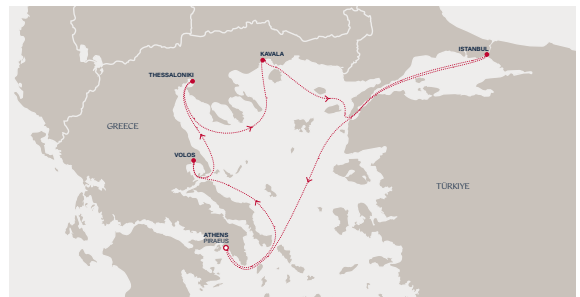 KAVALA
ISTANBUL
THESSALONIKI
GREECE
VOLOS
TÜRKIYE
ATHENS
PIRAEUS